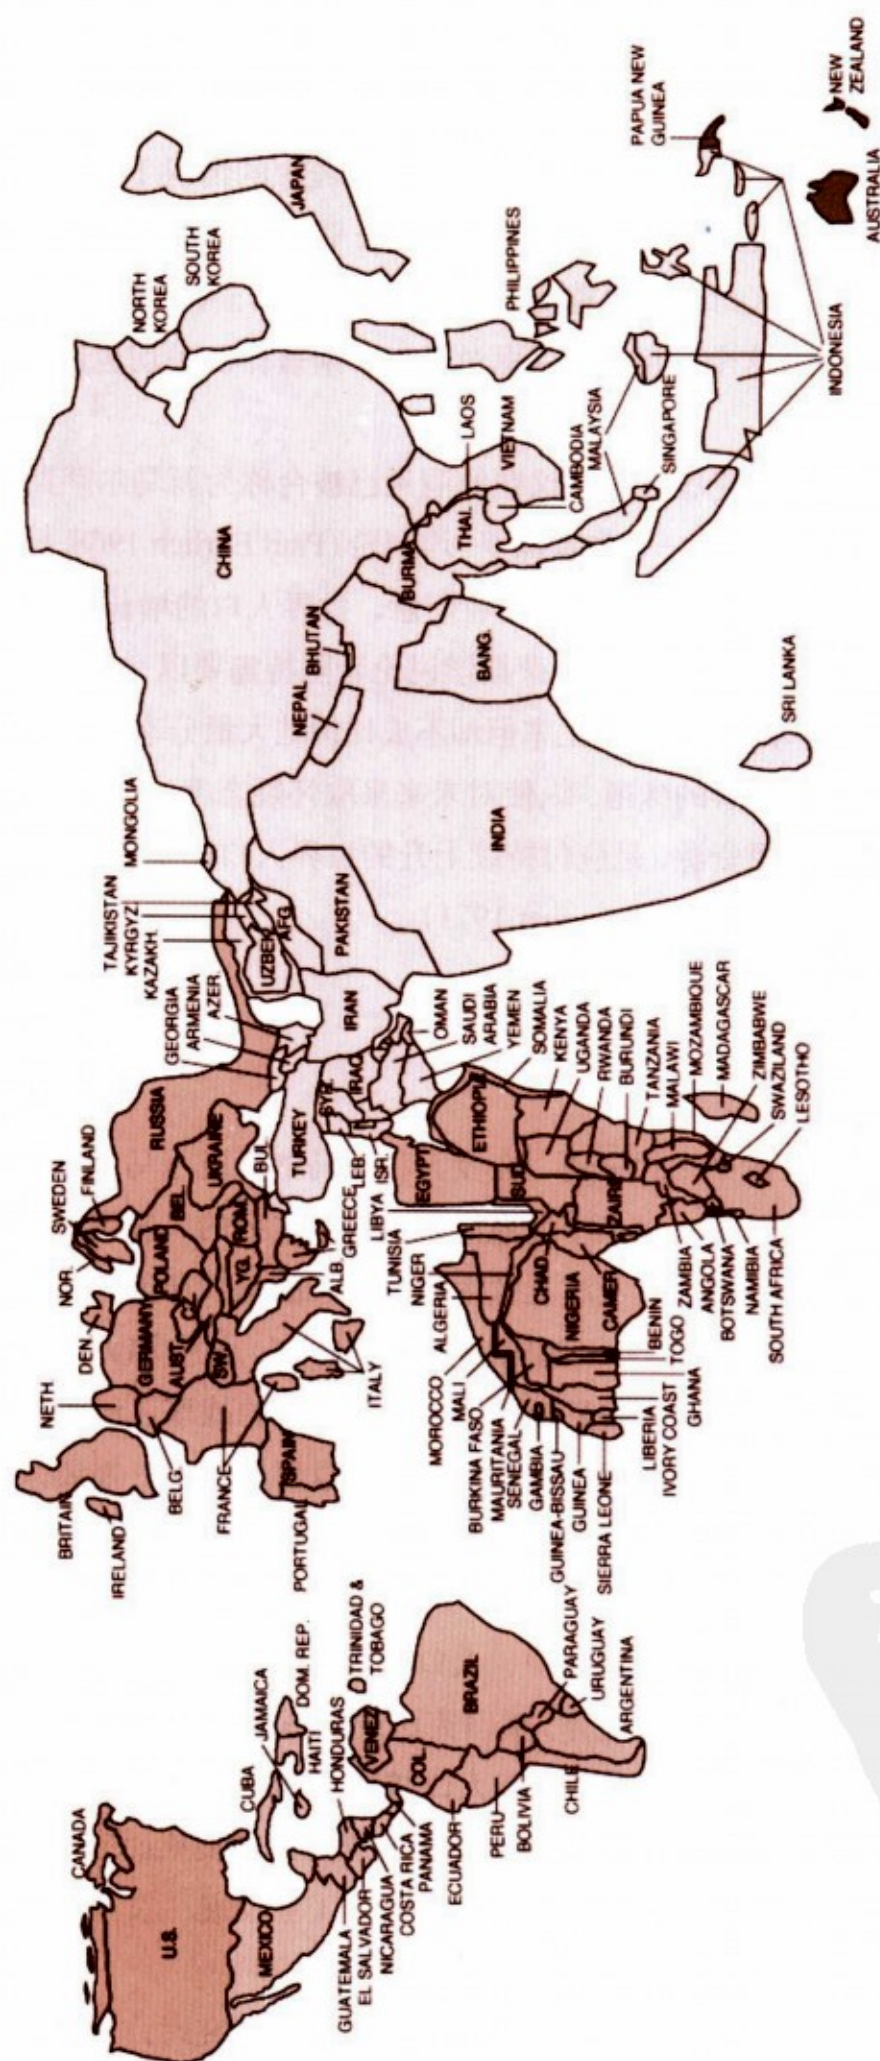 CANADA
U.S.
MEXICO
CUBA
JAMAICA
DOM. REP.
HAITI
HONDURAS
TRINIDAD &
TOBAGO
GUATEMALA
EL SALVADOR
NICARAGUA
COSTA RICA
PANAMA
VENEZ
COL.
ECUADOR
BRAZIL
PERU
BOLIVIA
CHILE
PARAGUAY
URUGUAY
ARGENTINA
BRITAIN
IRELAND
NETH
BELG.
FRANCE
PORTUGAL
SPAIN
DEN.
NOR.
SWEDEN
FINLAND
GERMANY
POLAND
BEL.
RUSSIA
UKRAINE
CZ.
AUST.
SW.
YG.
ROM.
BUL.
ITALY
ALB.
GREECE
TURKEY
GEORGIA
ARMENIA
AZER.
KAZAKH.
KYRGYZ.
TAJIKISTAN
MONGOLIA
UZBEK.
AFG.
SYR.
LEB.
ISR.
IRAQ
IRAN
OMAN
SAUDI
ARABIA
YEMEN
PAKISTAN
INDIA
NEPAL
BHUTAN
BANG.
SRI LANKA
CHINA
NORTH
KOREA
SOUTH
KOREA
JAPAN
BURMA
THAI.
LAOS
VIETNAM
CAMBODIA
MALAYSIA
SINGAPORE
PHILIPPINES
INDONESIA
PAPUA NEW
GUINEA
AUSTRALIA
NEW
ZEALAND
LIBYA
TUNISIA
NIGER
ALGERIA
MOROCCO
MALI
BURKINA FASO
MAURITANIA
SENEGAL
GAMBIA
GUINEA-BISSAU
GUINEA
SIERRA LEONE
LIBERIA
IVORY COAST
GHANA
TOGO
BENIN
NIGERIA
CAMER.
CHAD
EGYPT
SUD.
ETHIOPIA
SOMALIA
KENYA
UGANDA
RWANDA
BURUNDI
TANZANIA
MALAWI
MOZAMBIQUE
MADAGASCAR
ZIMBABWE
SWAZILAND
LESOTHO
ZAIRE
ZAMBIA
ANGOLA
BOTSWANA
NAMIBIA
SOUTH AFRICA